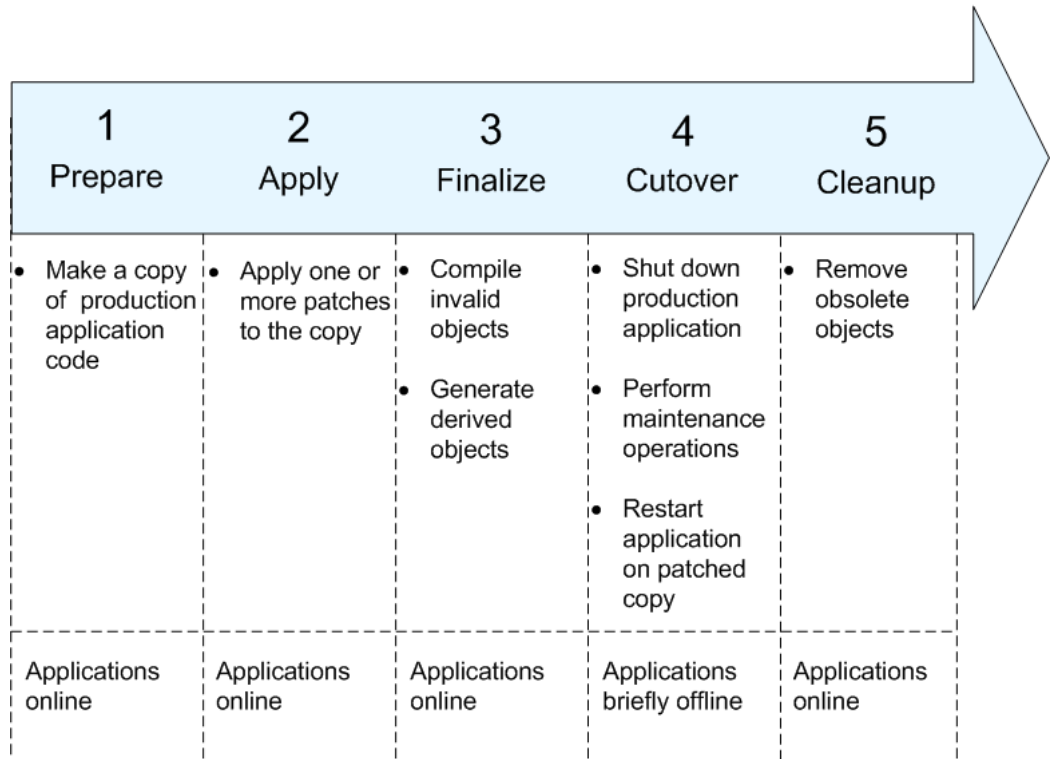 1
Prepare
2
Apply
3
Finalize
4
Cutover
5
Cleanup
• Make a copy
of production
application
code
• Apply one or
more patches
to the copy
• Compile
invalid
objects
• Generate
derived
objects
• Shut down
production
application
• Perform
maintenance
operations
• Restart
application
on patched
copy
• Remove
obsolete
objects
Applications
online
Applications
online
Applications
online
Applications
briefly offline
Applications
online